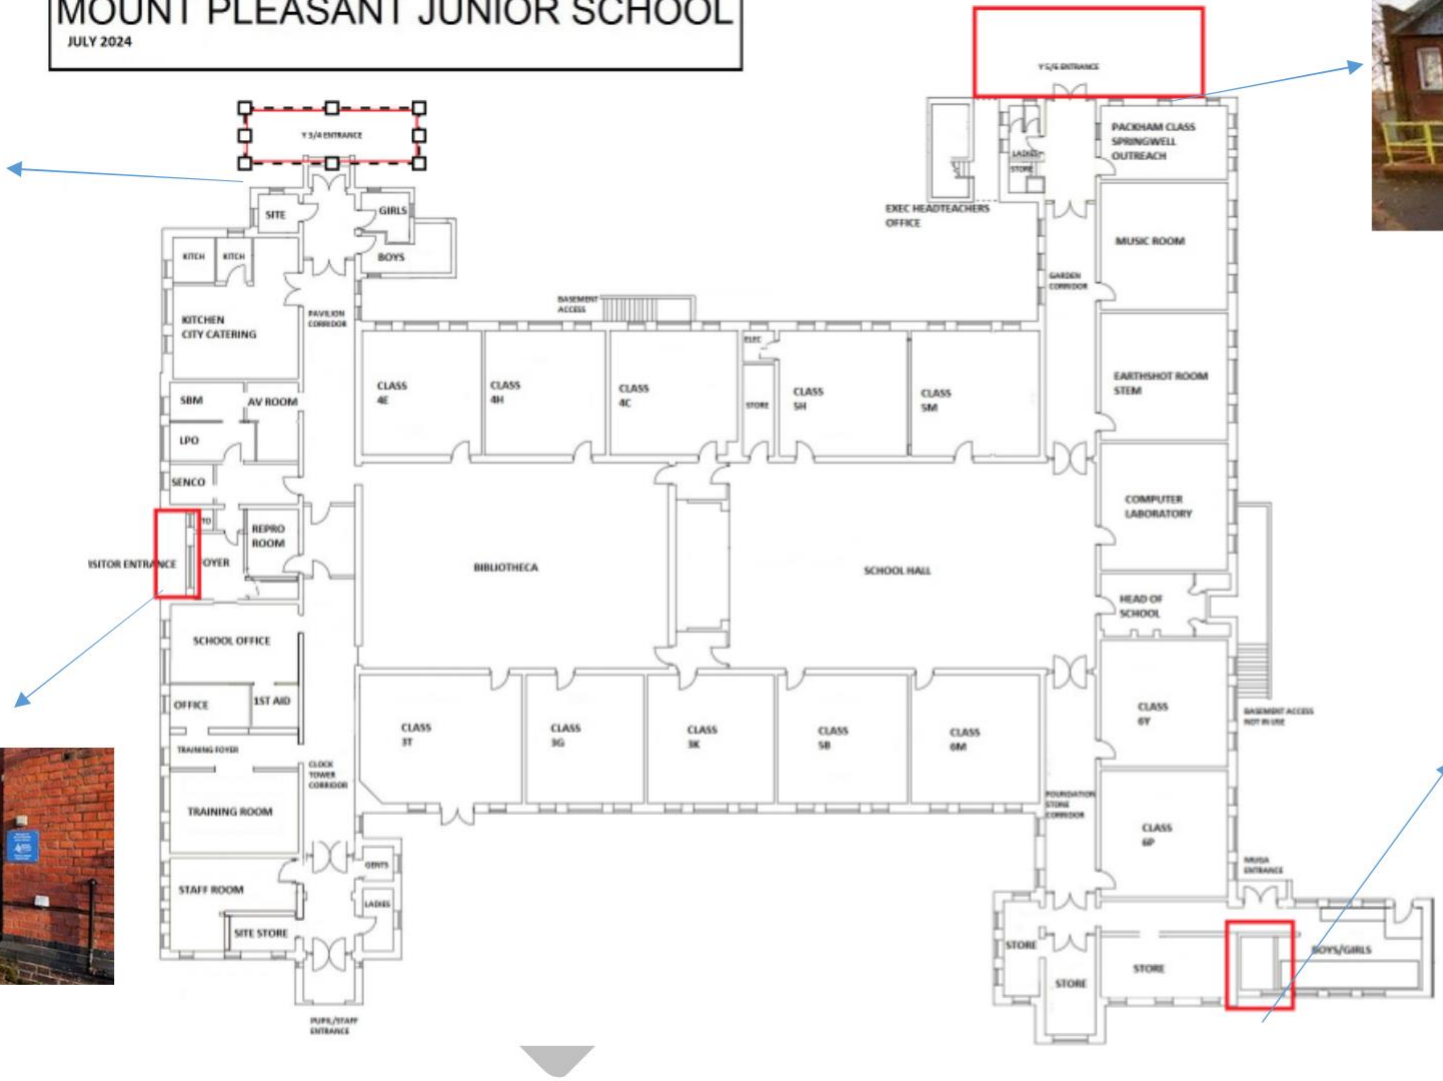 MOUNT PLEASANT JUNIOR SCHOOL
JULY 2024
Y 5/6 ENTRANCE
Y 3/4 ENTRANCE
PACKHAM CLASS
SPRINGWELL
OUTREACH
LADIES
STORE
SITE
GIRLS
EXEC HEADTEACHERS
OFFICE
BOYS
KITCH
KITCH
MUSIC ROOM
GARDEN
CORRIDOR
BASEMENT
ACCESS
PAVILION
CORRIDOR
KITCHEN
CITY CATERING
ELEC
CLASS
4E
CLASS
4H
CLASS
4C
STORE
CLASS
5H
CLASS
5M
EARTHSHOT ROOM
STEM
SBM
AV ROOM
LPO
SENCO
COMPUTER
LABORATORY
REPRO
ROOM
ISITOR ENTRANCE
OYER
BIBLIOTHECA
SCHOOL HALL
HEAD OF
SCHOOL
SCHOOL OFFICE
OFFICE
1ST AID
CLASS
3T
CLASS
3G
CLASS
3K
CLASS
5B
CLASS
6M
CLASS
6Y
BASEMENT ACCESS
NOT IN USE
TRAINING FOYER
CLOCK
TOWER
CORRIDOR
TRAINING ROOM
FOUNDATION
STONE
CORRIDOR
CLASS
6P
MUGA
ENTRANCE
GENTS
STAFF ROOM
LADIES
SITE STORE
STORE
STORE
STORE
BOYS/GIRLS
PUPIL/STAFF
ENTRANCE